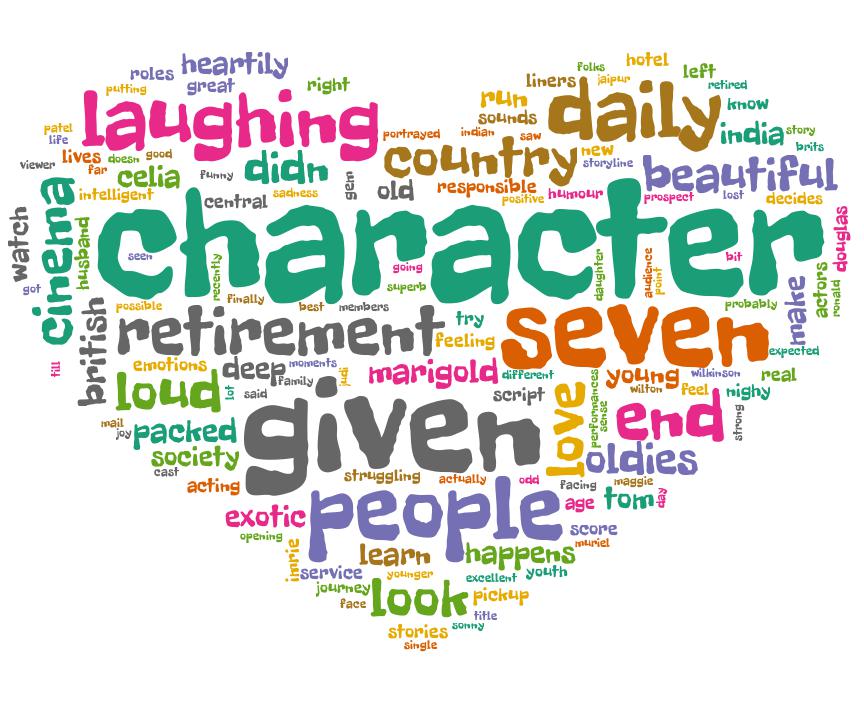 heartily
roles
great
right
putting
laughing
hotel
folks
left
liners
jaipur
retired
run
daily
know
sounds
patel
life
portrayed
indian
saw
india
story
brits
country
new
storyline
viewer
lives
doesn
good
far
celia
funny
didn
gem
old
responsible
positive
humour
beautiful
prospect
lost
decides
intelligent
central
sadness
cinema
watch
husband
character
douglas
seen
recently
going
superb
daughter
audience
point
bit
got
possible
finally
best
members
probably
make
actors
ronald
british
retirement
try
feeling
seven
expected
till
emotions
deep
moments
family
judi
marigold
different
young
wilkinson
real
loud
lot
said
given
script
love
performances
sense
wilton
feel
nighy
end
strong
mail
joy
packed
society
cast
oldies
struggling
actually
odd
facing
maggie
acting
people
age
tom
day
exotic
opening
score
muriel
imrie
learn
happens
service
younger
excellent
youth
journey
face
look
pickup
title
stories
sonny
single